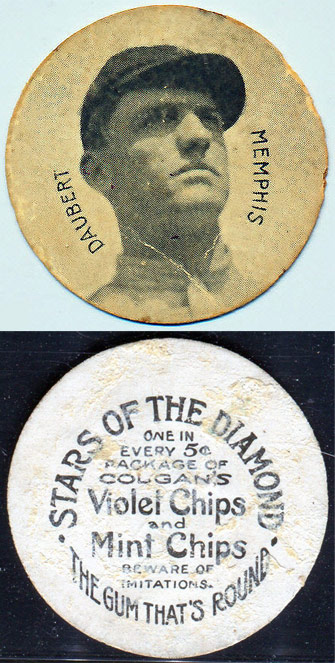 DAUBERT
MEMPHIS
· STARS OF THE DIAMOND ·
ONE IN
EVERY 5¢
PACKAGE OF
COLGAN'S
Violet Chips
and
Mint Chips
BEWARE OF
IMITATIONS.
THE GUM THAT'S ROUND